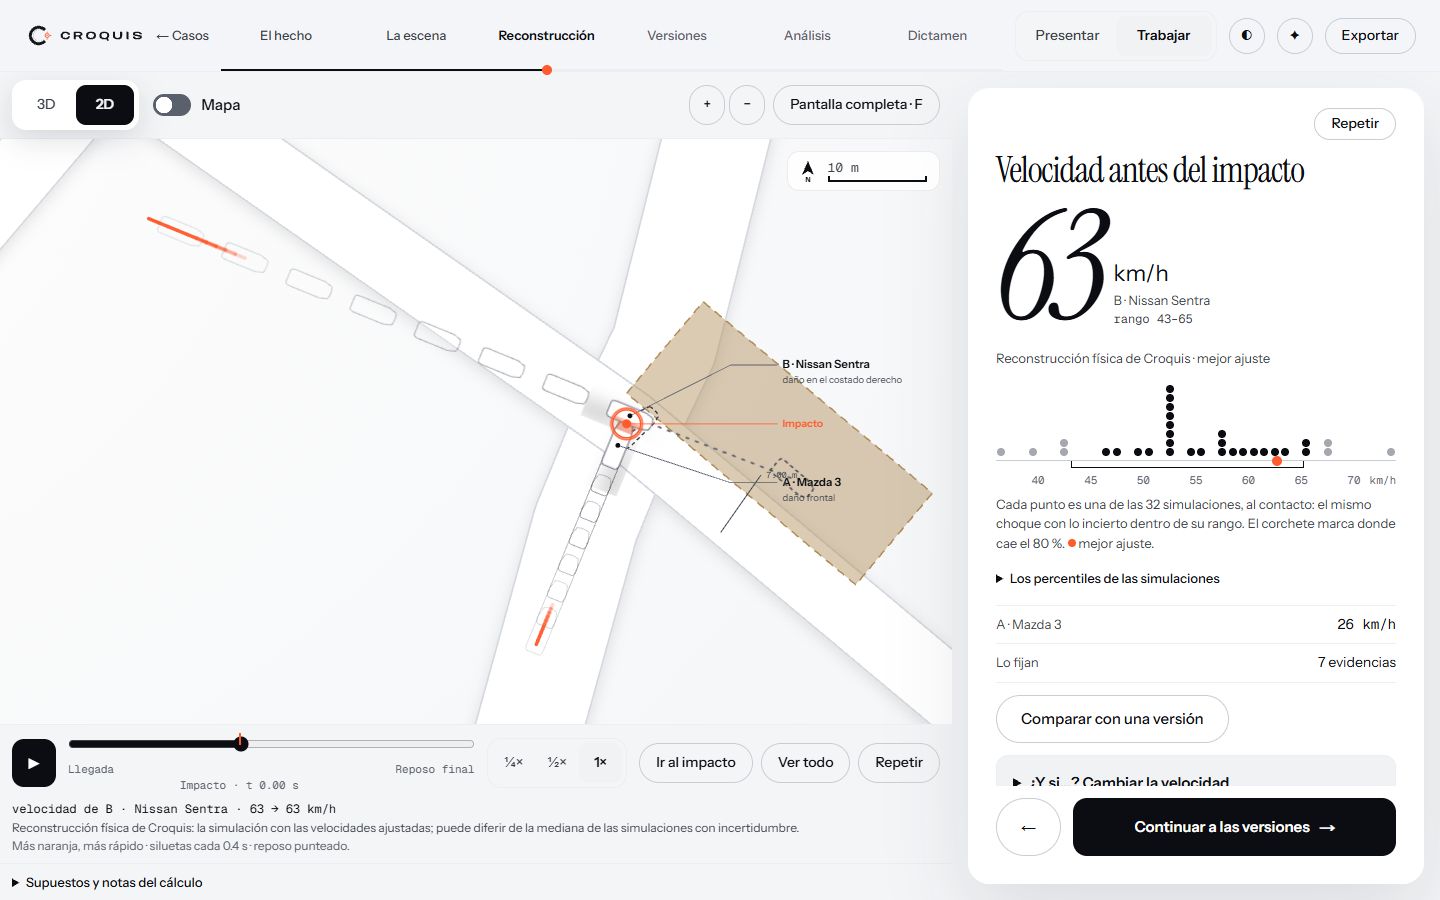 CROQUIS
← Casos
El hecho
La escena
Reconstrucción
Versiones
Análisis
Dictamen
Presentar
Trabajar
Exportar
3D
2D
Mapa
+
−
Pantalla completa · F
10 m
N
B · Nissan Sentra
daño en el costado derecho
Impacto
A · Mazda 3
daño frontal
Llegada
Reposo final
Impacto · t 0.00 s
¼×
½×
1×
Ir al impacto
Ver todo
Repetir
velocidad de B · Nissan Sentra · 63 → 63 km/h
Reconstrucción física de Croquis: la simulación con las velocidades ajustadas; puede diferir de la mediana de las simulaciones con incertidumbre.
Más naranja, más rápido · siluetas cada 0.4 s · reposo punteado.
Supuestos y notas del cálculo
Repetir
Velocidad antes del impacto
63 km/h
B · Nissan Sentra
rango 43–65
Reconstrucción física de Croquis · mejor ajuste
40 45 50 55 60 65 70 km/h
Cada punto es una de las 32 simulaciones, al contacto: el mismo
choque con lo incierto dentro de su rango. El corchete marca donde
cae el 80 %. mejor ajuste.
Los percentiles de las simulaciones
A · Mazda 3 26 km/h
Lo fijan 7 evidencias
Comparar con una versión
¿Y si…? Cambiar la velocidad
←
Continuar a las versiones →